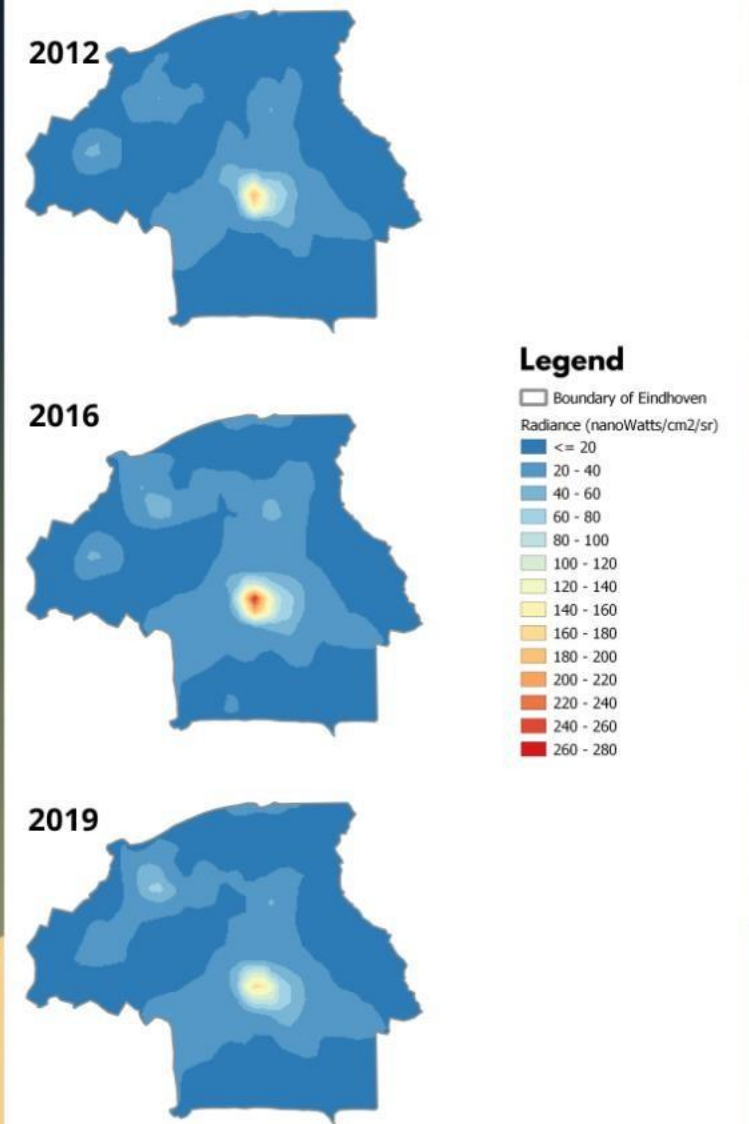 2012
2016
2019
Legend
Boundary of Eindhoven
Radiance (nanoWatts/cm2/sr)
<= 20
20 - 40
40 - 60
60 - 80
80 - 100
100 - 120
120 - 140
140 - 160
160 - 180
180 - 200
200 - 220
220 - 240
240 - 260
260 - 280